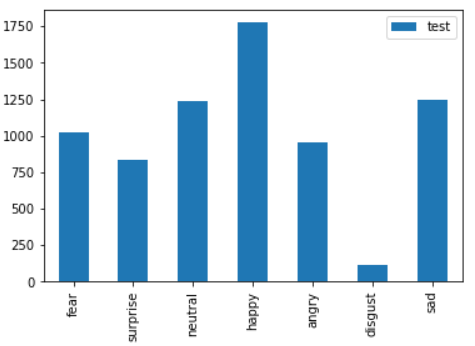 1750
1500
1250
1000
750
500
250
0
test
fear
surprise
neutral
happy
angry
disgust
sad